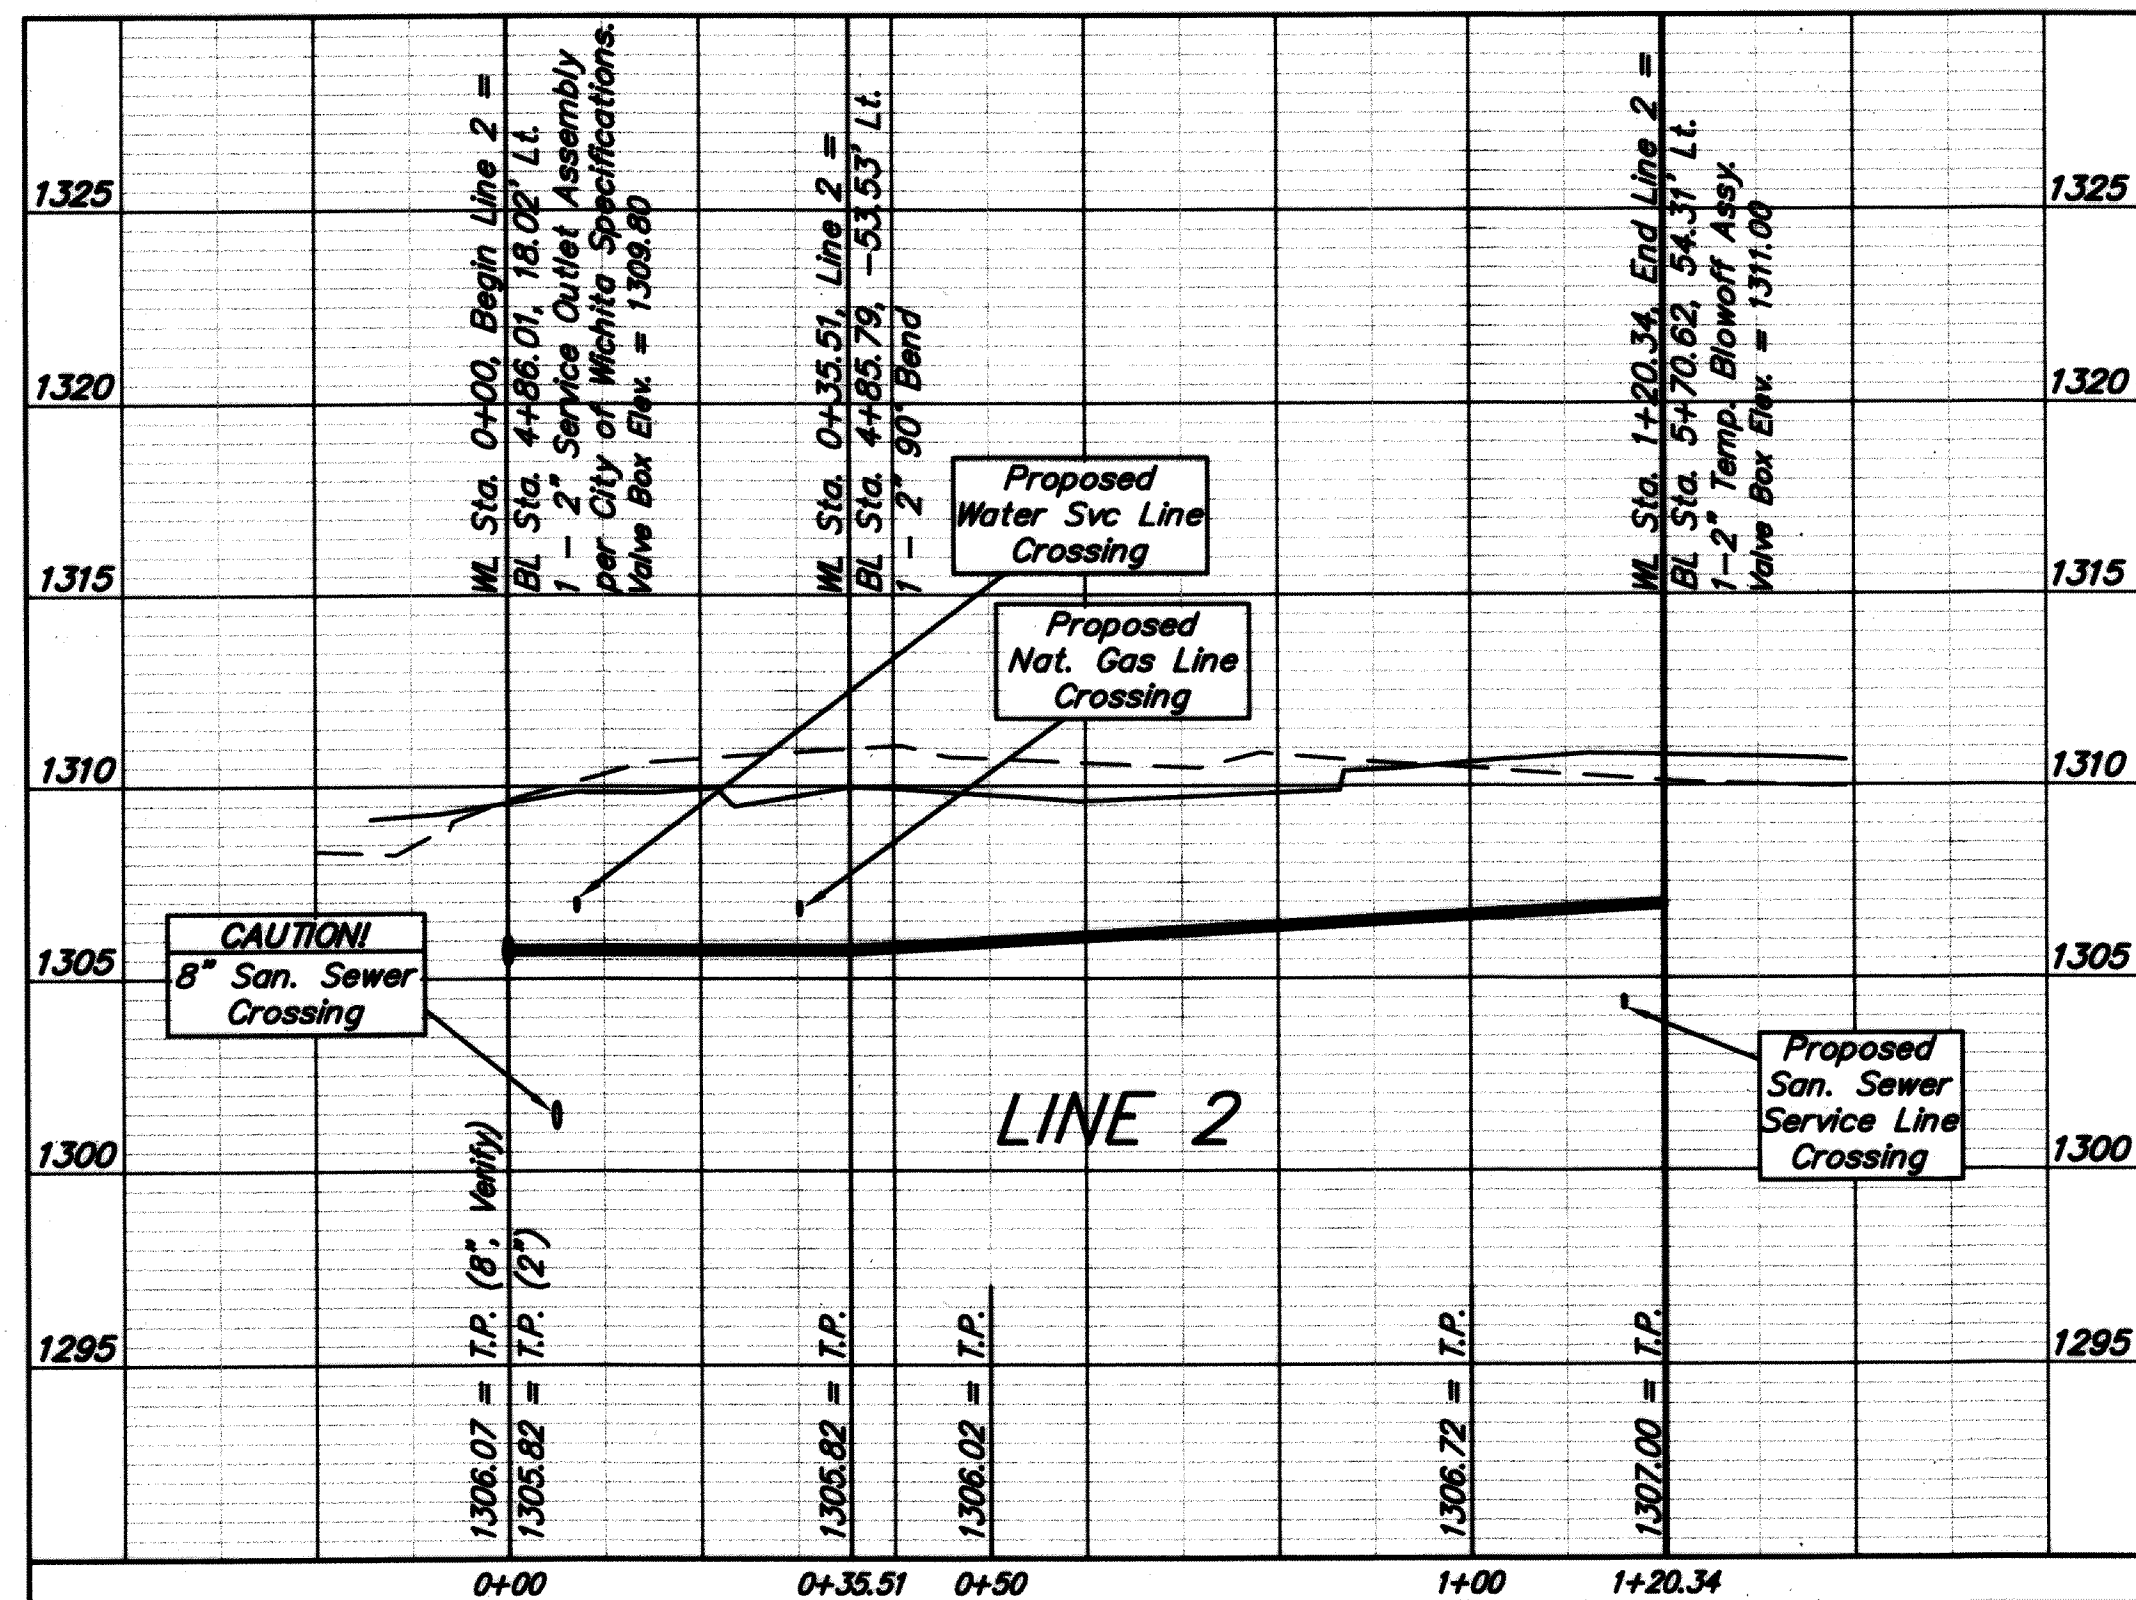 WL Sta. 0+00, Begin Line 2 =
BL Sta. 4+86.01, 18.02' Lt.
1 - 2" Service Outlet Assembly
per City of Wichita Specifications.
Valve Box Elev. = 1309.80
WL Sta. 0+35.51, Line 2 =
BL Sta. 4+85.79, -53.53' Lt.
1 - 2" 90° Bend
WL Sta. 1+20.34, End Line 2 =
BL Sta. 5+70.62, 54.31' Lt.
1-2" Temp. Blowoff Assy.
Valve Box Elev. = 1311.00
1325
1325
1320
1320
1315
1315
1310
1310
1305
1305
1300
1300
1295
1295
Proposed
Water Svc Line
Crossing
Proposed
Nat. Gas Line
Crossing
CAUTION!
8" San. Sewer
Crossing
Proposed
San. Sewer
Service Line
Crossing
LINE 2
1306.07 = T.P. (8", Verify)
1305.82 = T.P. (2")
1305.82 = T.P.
1306.02 = T.P.
1306.72 = T.P.
1307.00 = T.P.
0+00
0+35.51
0+50
1+00
1+20.34